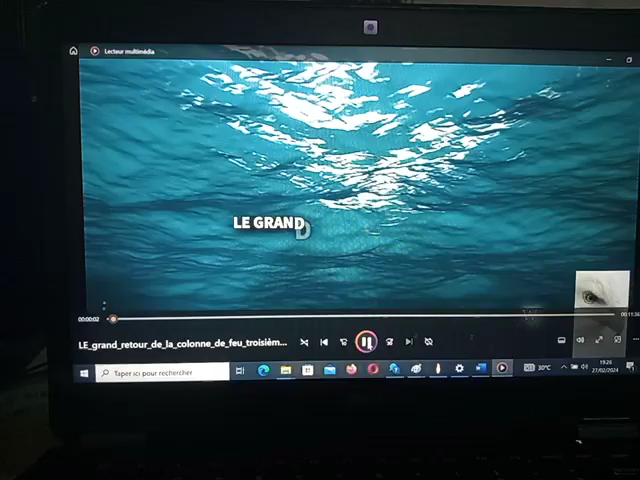 Lecteur multimédia
LE GRAND
D
00:00:02
00:11:36
LE_grand_retour_de_la_colonne_de_feu_troisièm...
Taper ici pour rechercher
30°C
19:26
27/02/2024